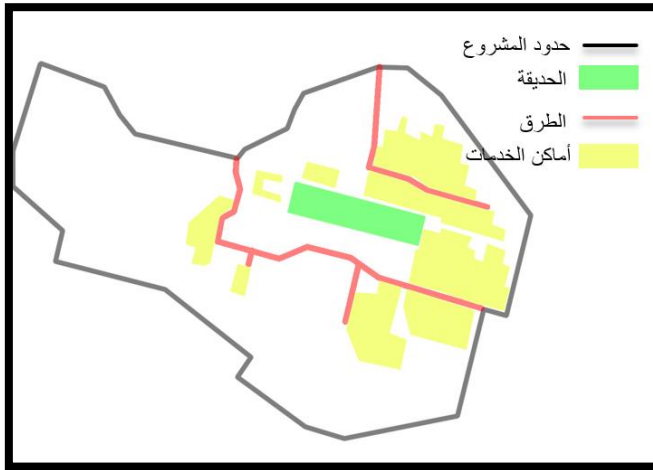 حدود المشروع
الحديقة
الطرق
أماكن الخدمات